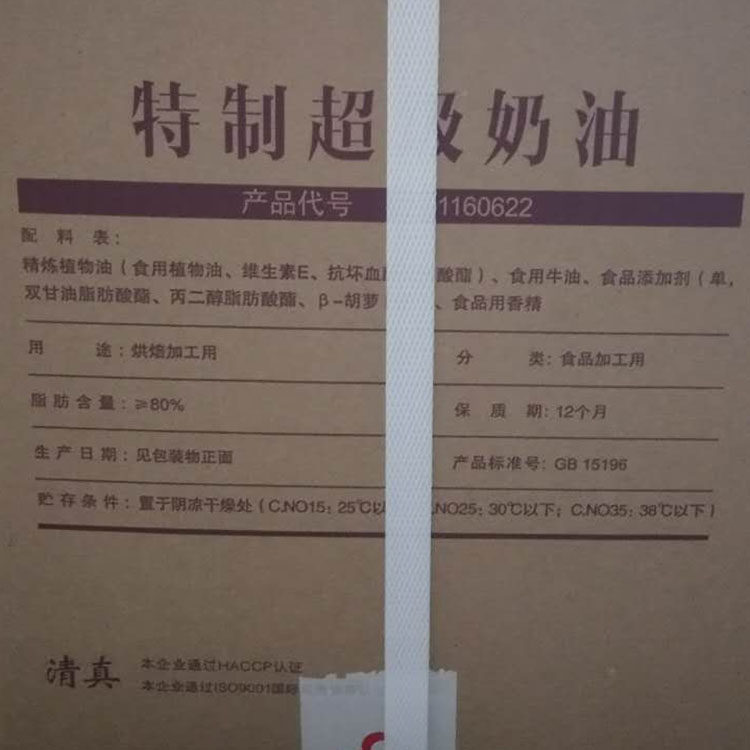 特制超级奶油
产品代号 1160622
配料表：
精炼植物油（食用植物油、维生素E、抗坏血 酸酯）、食用牛油、食品添加剂（单，
双甘油脂肪酸酯、丙二醇脂肪酸酯、β-胡萝 、食品用香精
用途：烘焙加工用 分类：食品加工用
脂肪含量：≥80% 保质期：12个月
生产日期：见包装物正面 产品标准号：GB 15196
贮存条件：置于阴凉干燥处（C.NO15：25℃以 .NO25：30℃以下；C.NO35：38℃以下）
清真 本企业通过HACCP认证
本企业通过ISO9001国际